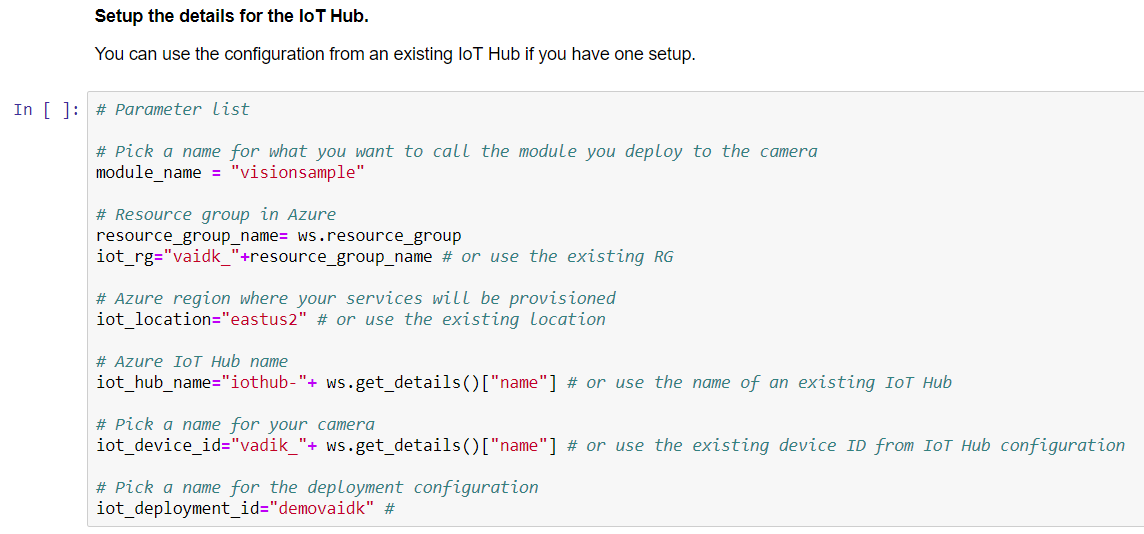 Setup the details for the IoT Hub.
You can use the configuration from an existing IoT Hub if you have one setup.
In [ ]: # Parameter list
# Pick a name for what you want to call the module you deploy to the camera
module_name = "visionsample"
# Resource group in Azure
resource_group_name= ws.resource_group
iot_rg="vaidk_"+resource_group_name # or use the existing RG
# Azure region where your services will be provisioned
iot_location="eastus2" # or use the existing location
# Azure IoT Hub name
iot_hub_name="iothub-"+ ws.get_details()["name"] # or use the name of an existing IoT Hub
# Pick a name for your camera
iot_device_id="vadik_"+ ws.get_details()["name"] # or use the existing device ID from IoT Hub configuration
# Pick a name for the deployment configuration
iot_deployment_id="demovaidk" #